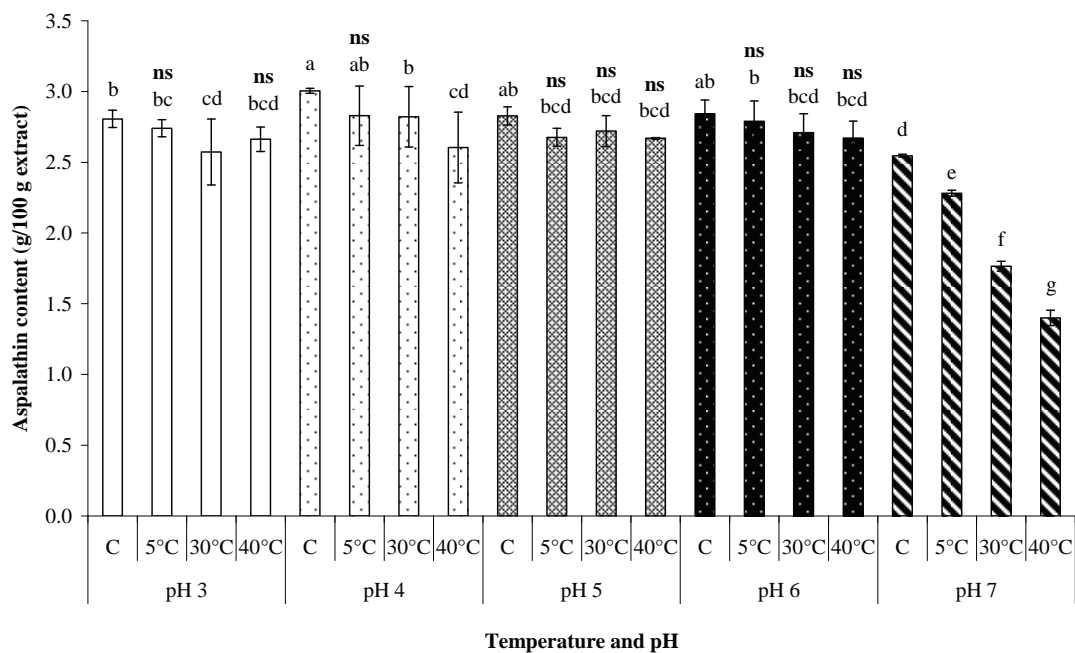 Aspalathin content (g/100 g extract)
3.5
3.0
2.5
2.0
1.5
1.0
0.5
0.0
b
ns
bc
cd
ns
bcd
a
ns
ab
b
cd
ab
ns
bcd
ns
bcd
ns
bcd
ab
ns
b
ns
bcd
ns
bcd
d
e
f
g
C 5°C 30°C 40°C C 5°C 30°C 40°C C 5°C 30°C 40°C C 5°C 30°C 40°C C 5°C 30°C 40°C
pH 3 pH 4 pH 5 pH 6 pH 7
Temperature and pH